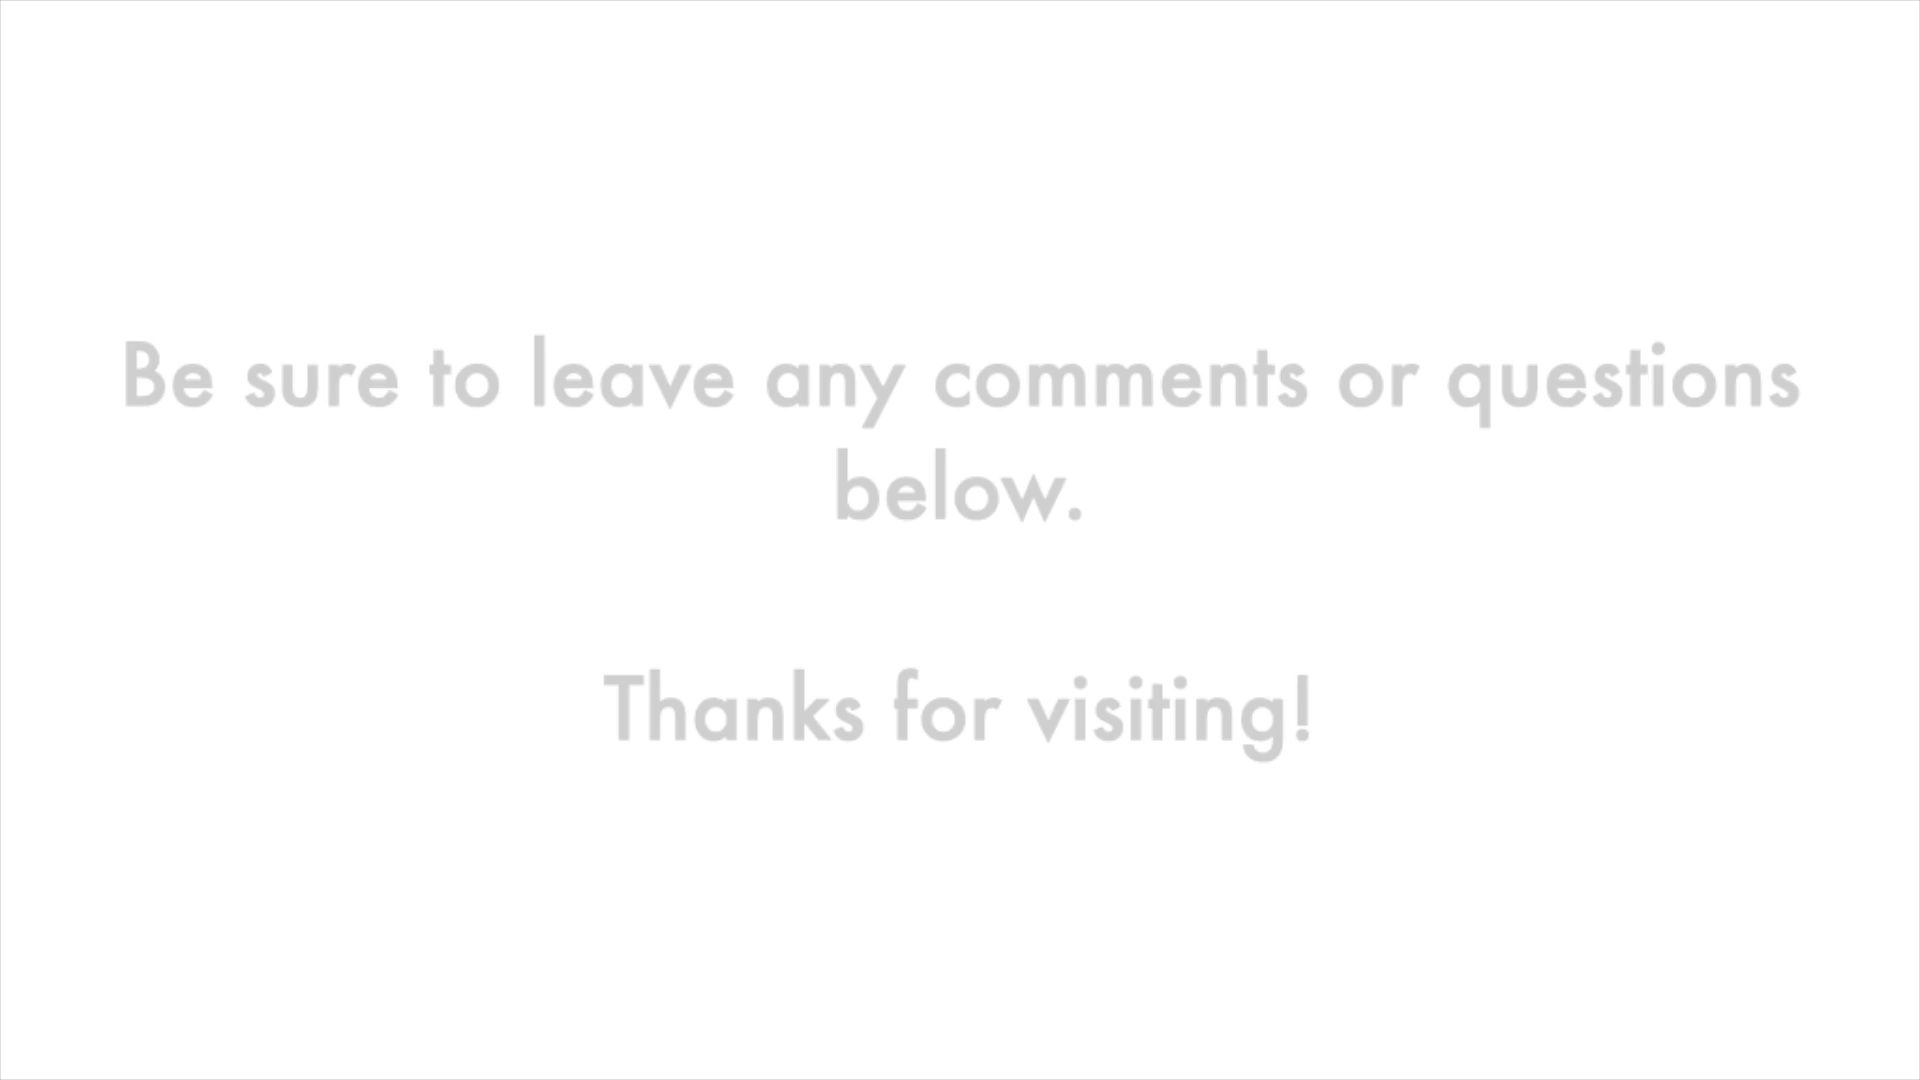 Be sure to leave any comments or questions
below.
Thanks for visiting!